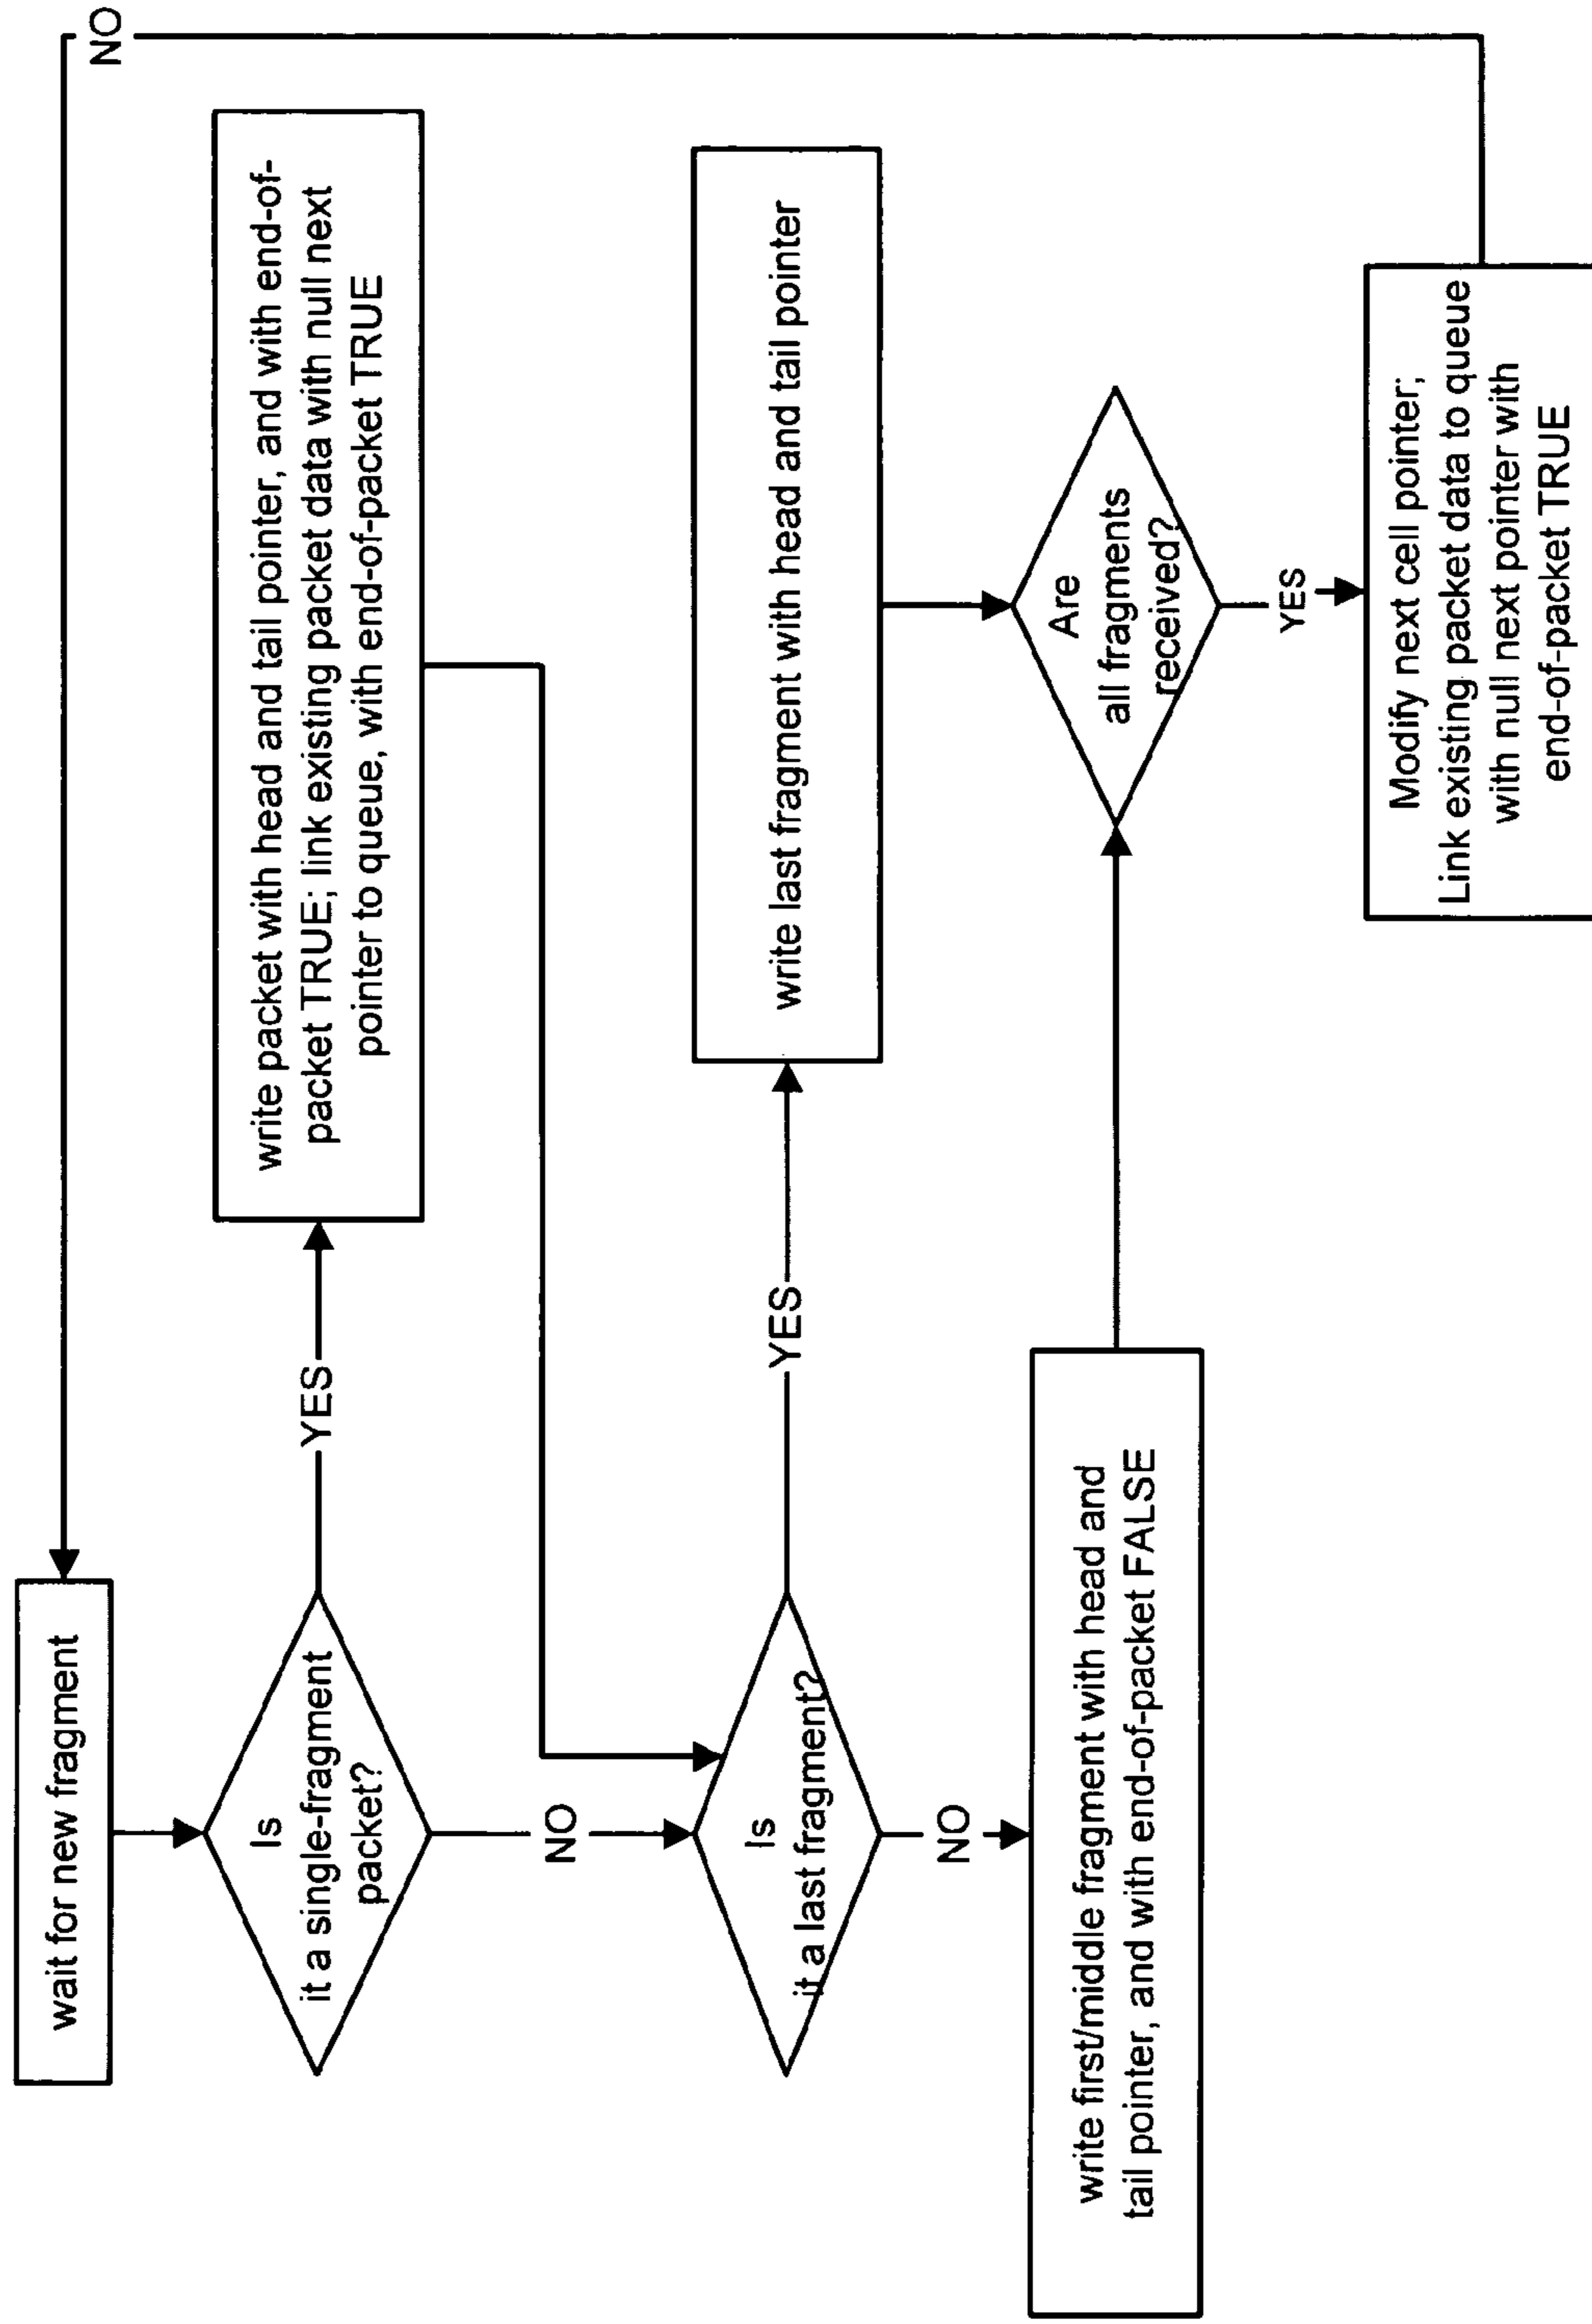 wait for new fragment
NO
Is
it a single-fragment
packet?
YES
write packet with head and tail pointer, and with end-of-
packet TRUE; link existing packet data with null next
pointer to queue, with end-of-packet TRUE
NO
Is
it a last fragment?
YES
write last fragment with head and tail pointer
NO
write first/middle fragment with head and
tail pointer, and with end-of-packet FALSE
Are
all fragments
received?
YES
Modify next cell pointer;
Link existing packet data to queue
with null next pointer with
end-of-packet TRUE